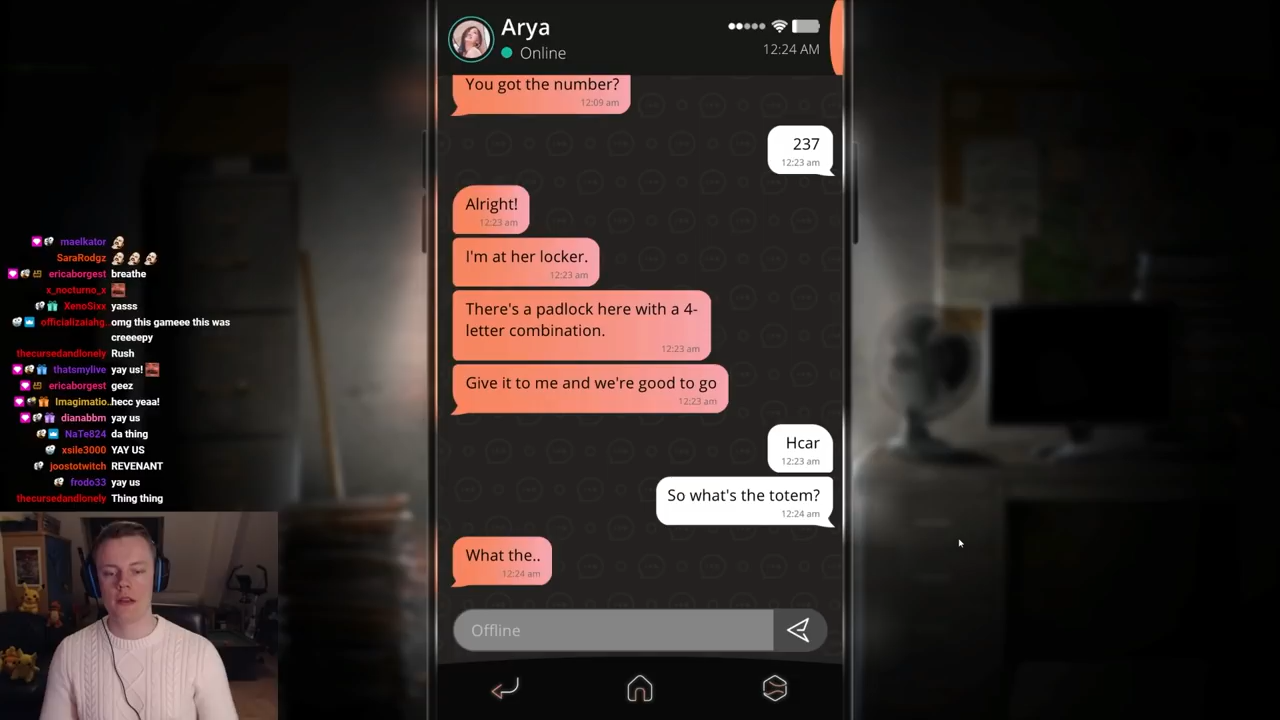 Arya
Online
12:24 AM
You got the number?
12:09 am
237
12:23 am
Alright!
12:23 am
I'm at her locker.
12:23 am
There's a padlock here with a 4-
letter combination.
12:23 am
Give it to me and we're good to go
12:23 am
Hcar
12:23 am
So what's the totem?
12:24 am
What the..
12:24 am
Offline
maelkator
SaraRodgz
ericaborgest breathe
x_nocturno_x
XenoSixx yasss
officializaiahg.. omg this gameee this was
creeeepy
thecursedandlonely Rush
thatsmylive yay us!
ericaborgest geez
Imagimatio.. hecc yeaa!
dianabbm yay us
NaTe824 da thing
xsile3000 YAY US
joostotwitch REVENANT
frodo33 yay us
thecursedandlonely Thing thing